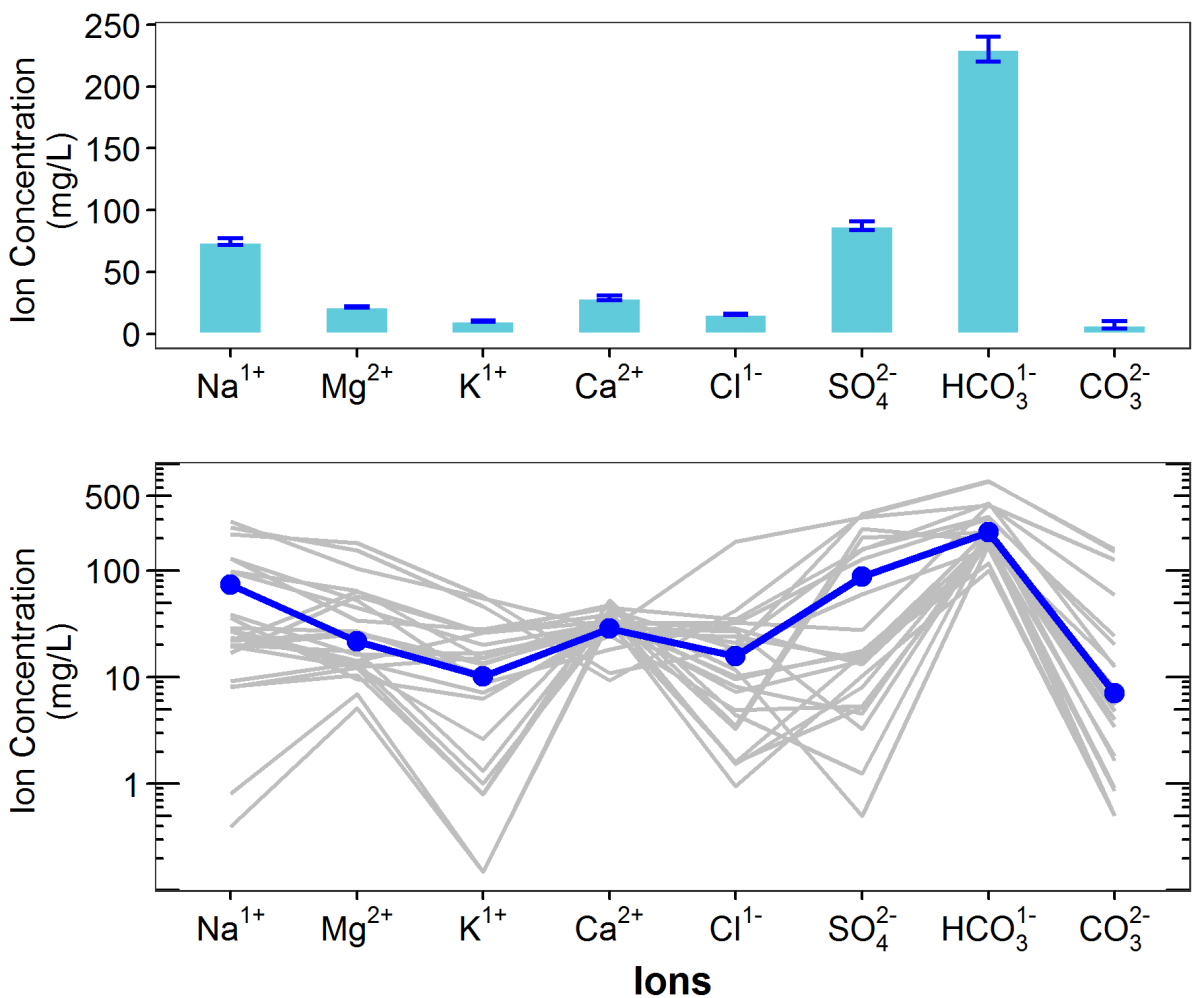 Ion Concentration
(mg/L)
250
200
150
100
50
0
Na¹⁺ Mg²⁺ K¹⁺ Ca²⁺ Cl¹⁻ SO₄²⁻ HCO₃¹⁻ CO₃²⁻
Ion Concentration
(mg/L)
500
100
10
1
Na¹⁺ Mg²⁺ K¹⁺ Ca²⁺ Cl¹⁻ SO₄²⁻ HCO₃¹⁻ CO₃²⁻
Ions